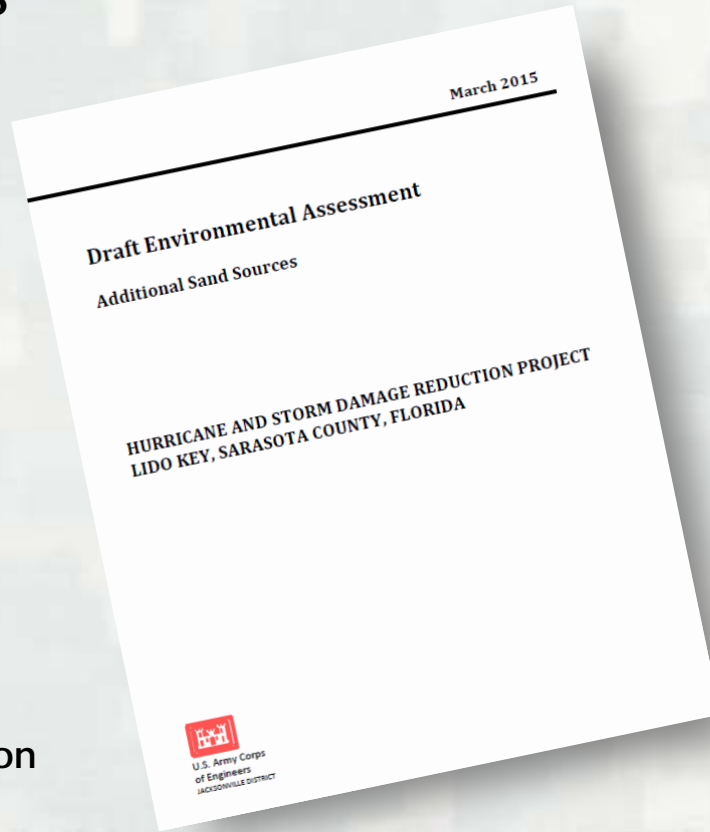 March 2015
Draft Environmental Assessment
Additional Sand Sources
HURRICANE AND STORM DAMAGE REDUCTION PROJECT
LIDO KEY, SARASOTA COUNTY, FLORIDA
on
U.S. Army Corps
of Engineers
JACKSONVILLE DISTRICT